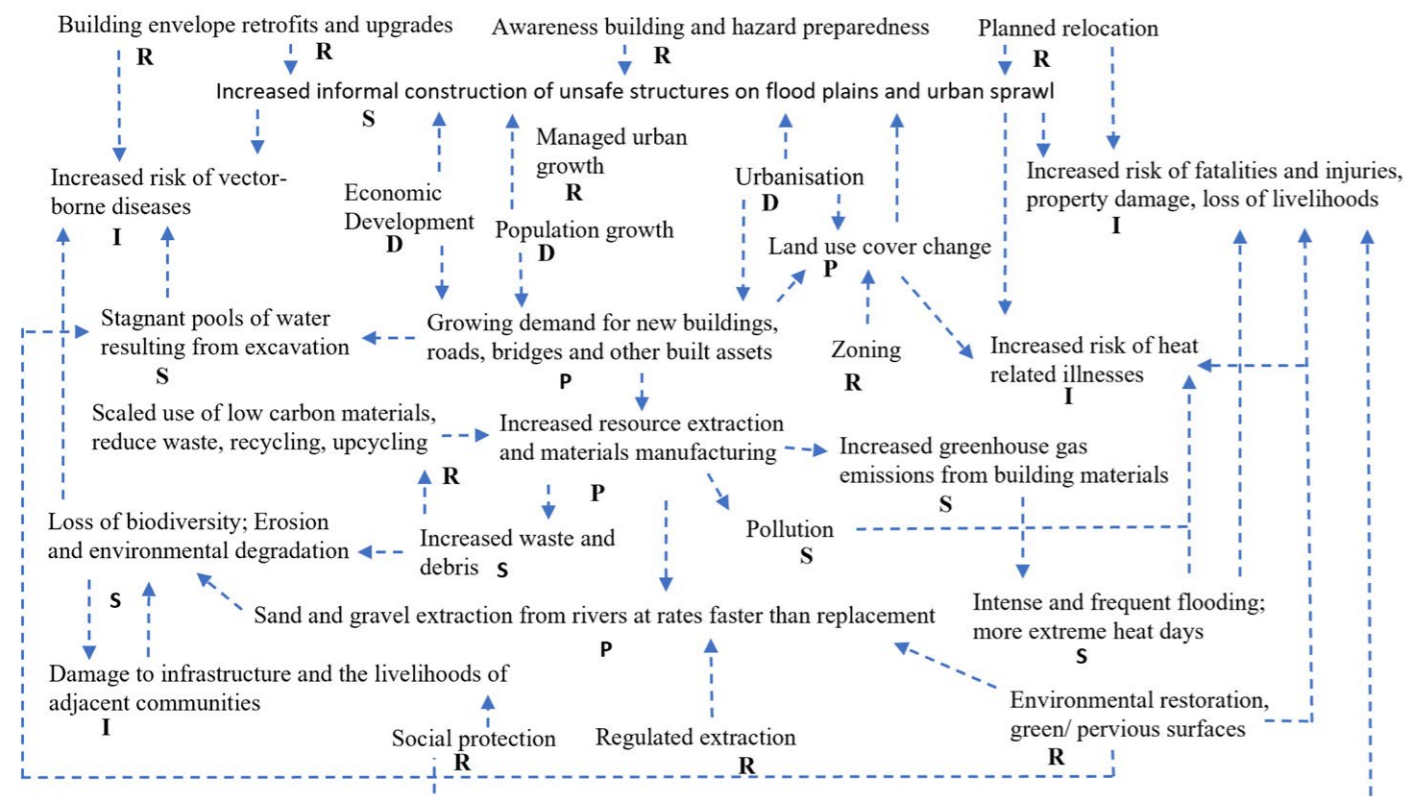 Building envelope retrofits and upgrades
Awareness building and hazard preparedness
Planned relocation
R
R
R
R
Increased informal construction of unsafe structures on flood plains and urban sprawl
S
Managed urban
growth
R
Increased risk of vector-
borne diseases
I
Economic
Development
D
Population growth
D
Urbanisation
D
Increased risk of fatalities and injuries,
property damage, loss of livelihoods
I
Land use cover change
P
Stagnant pools of water
resulting from excavation
S
Growing demand for new buildings,
roads, bridges and other built assets
P
Zoning
R
Increased risk of heat
related illnesses
I
Scaled use of low carbon materials,
reduce waste, recycling, upcycling
R
Increased resource extraction
and materials manufacturing
P
Increased greenhouse gas
emissions from building materials
S
Loss of biodiversity; Erosion
and environmental degradation
S
Increased waste and
debris S
Pollution
S
Sand and gravel extraction from rivers at rates faster than replacement
P
Intense and frequent flooding;
more extreme heat days
S
Damage to infrastructure and the livelihoods of
adjacent communities
I
Social protection
R
Regulated extraction
R
Environmental restoration,
green/ pervious surfaces
R